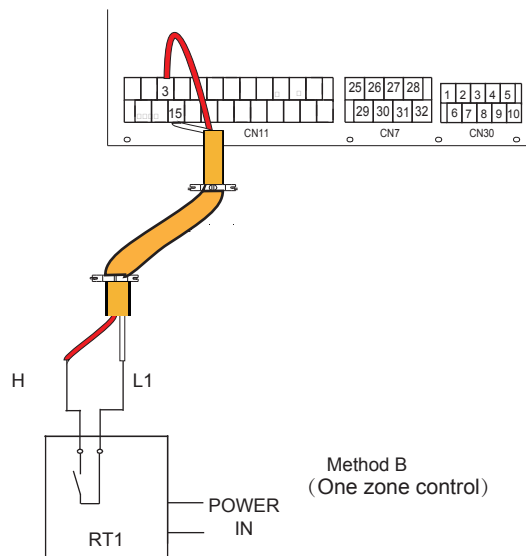 3
25 26 27 28
1 2 3 4 5
15
29 30 31 32
6 7 8 9 10
CN11
CN7
CN30
H
L1
Method B
（One zone control）
POWER
IN
RT1